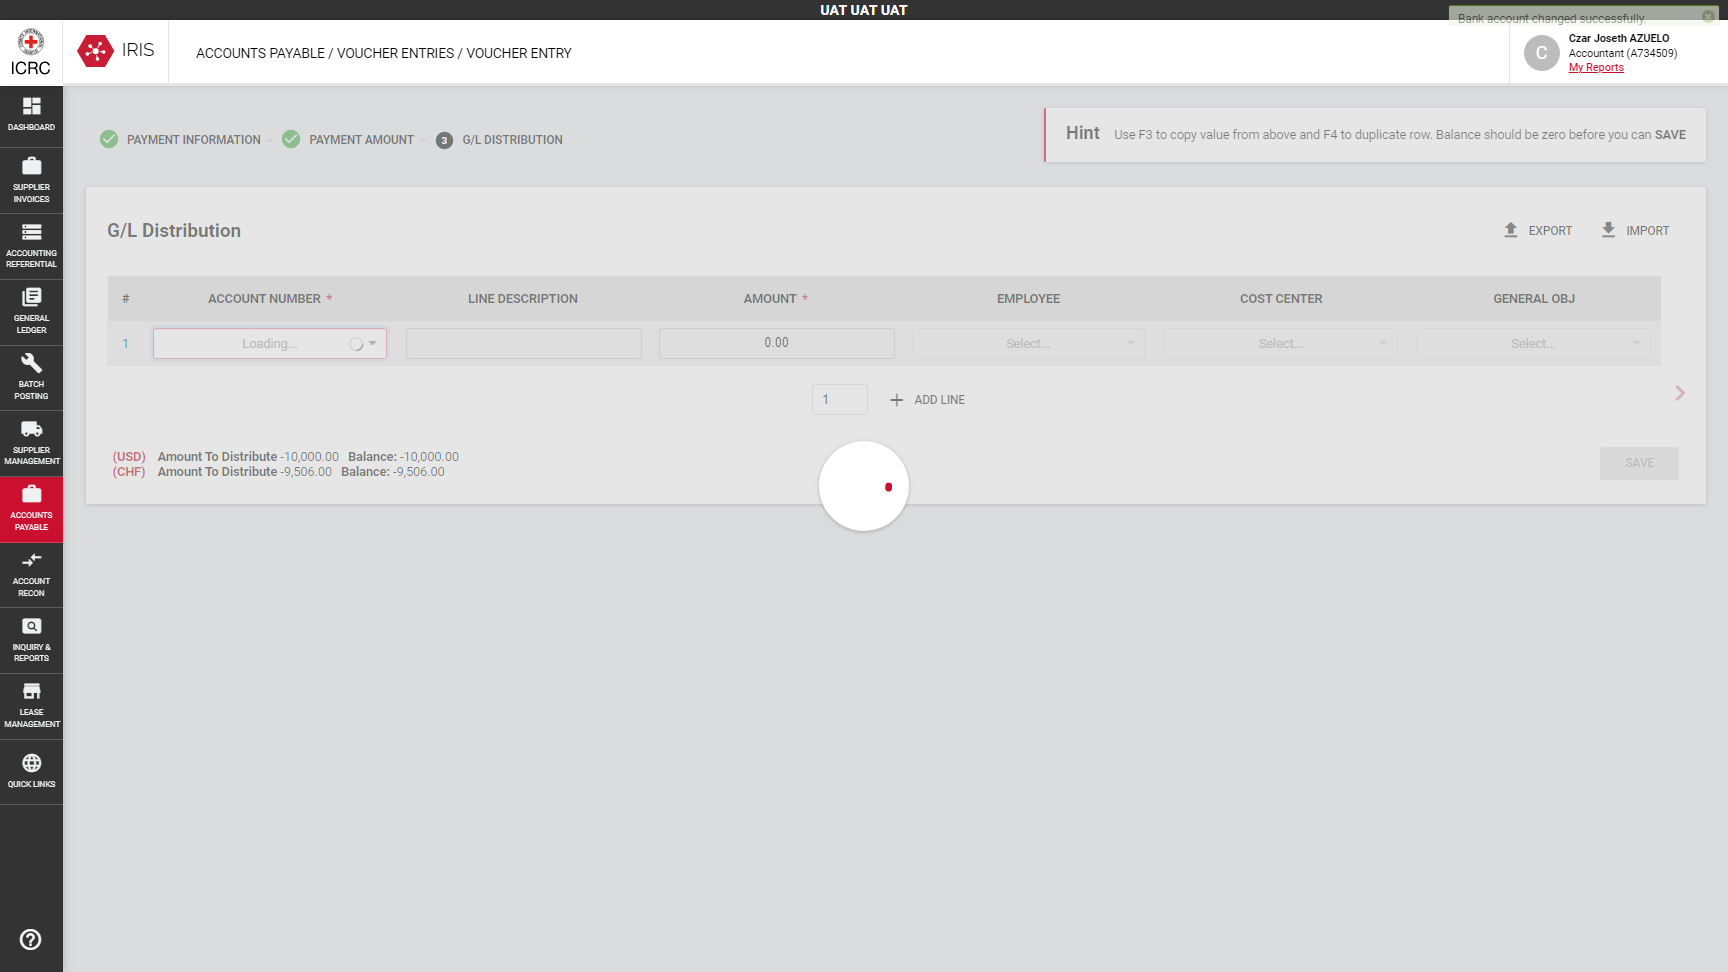 UAT UAT UAT
Bank account changed successfully.
ICRC
IRIS
ACCOUNTS PAYABLE / VOUCHER ENTRIES / VOUCHER ENTRY
C
Czar Joseth AZUELO
Accountant (A734509)
My Reports
DASHBOARD
SUPPLIER
INVOICES
ACCOUNTING
REFERENTIAL
GENERAL
LEDGER
BATCH
POSTING
SUPPLIER
MANAGEMENT
ACCOUNTS
PAYABLE
ACCOUNT
RECON
INQUIRY &
REPORTS
LEASE
MANAGEMENT
QUICK LINKS
PAYMENT INFORMATION – PAYMENT AMOUNT – 3 G/L DISTRIBUTION
Hint Use F3 to copy value from above and F4 to duplicate row. Balance should be zero before you can SAVE
G/L Distribution
EXPORT IMPORT
# ACCOUNT NUMBER * LINE DESCRIPTION AMOUNT * EMPLOYEE COST CENTER GENERAL OBJ
1 Loading... 0.00 Select... Select... Select...
1 ADD LINE
(USD) Amount To Distribute -10,000.00 Balance: -10,000.00
(CHF) Amount To Distribute -9,506.00 Balance: -9,506.00
SAVE